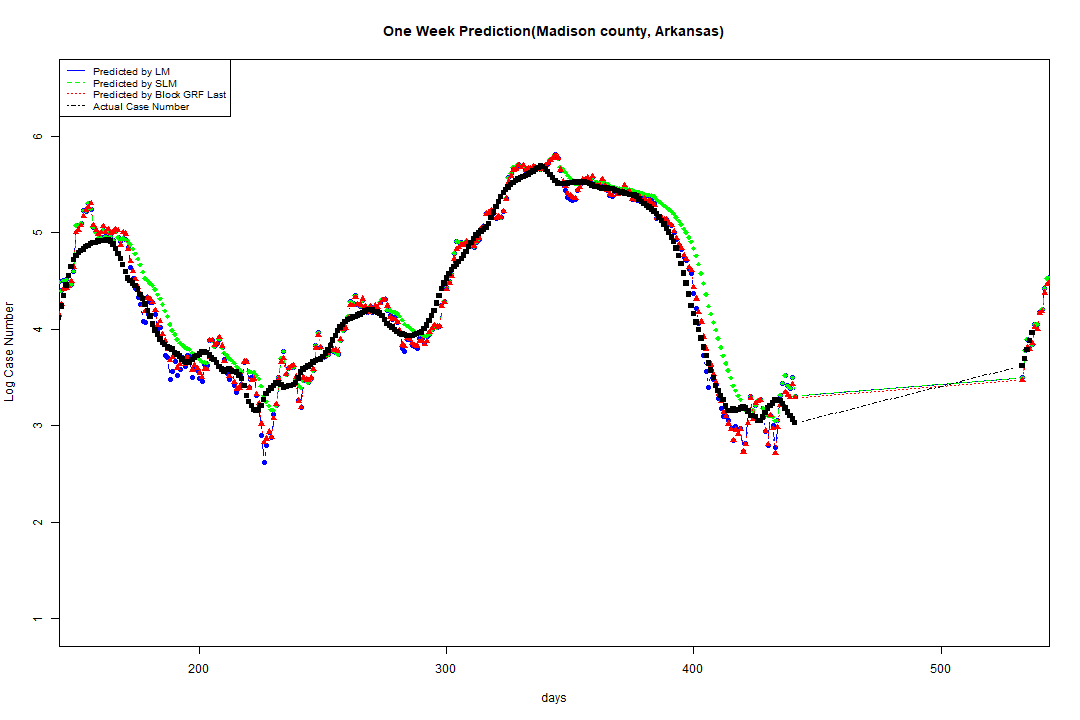 One Week Prediction(Madison county, Arkansas)
Predicted by LM
Predicted by SLM
Predicted by Block GRF Last
Actual Case Number
Log Case Number
6
5
4
3
2
1
200 300 400 500
days